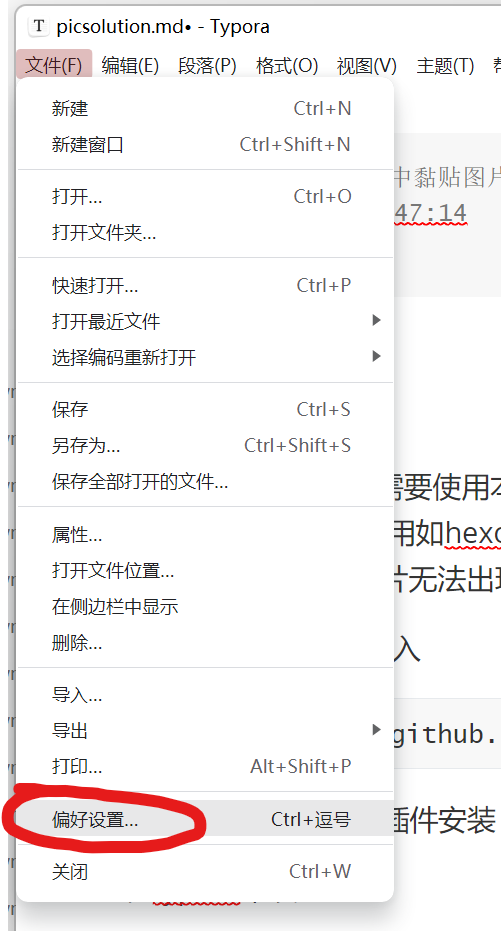 T picsolution.md• - Typora
文件(F) 编辑(E) 段落(P) 格式(O) 视图(V) 主题(T)
新建 Ctrl+N
新建窗口 Ctrl+Shift+N
中黏贴图片
打开... Ctrl+O
47:14
打开文件夹...
快速打开... Ctrl+P
打开最近文件
选择编码重新打开
保存 Ctrl+S
另存为... Ctrl+Shift+S
保存全部打开的文件...
需要使用本
属性...
用如hexo
打开文件位置...
片无法出现
在侧边栏中显示
删除...
入
导入...
导出
github.
打印... Alt+Shift+P
偏好设置... Ctrl+逗号
插件安装
关闭 Ctrl+W